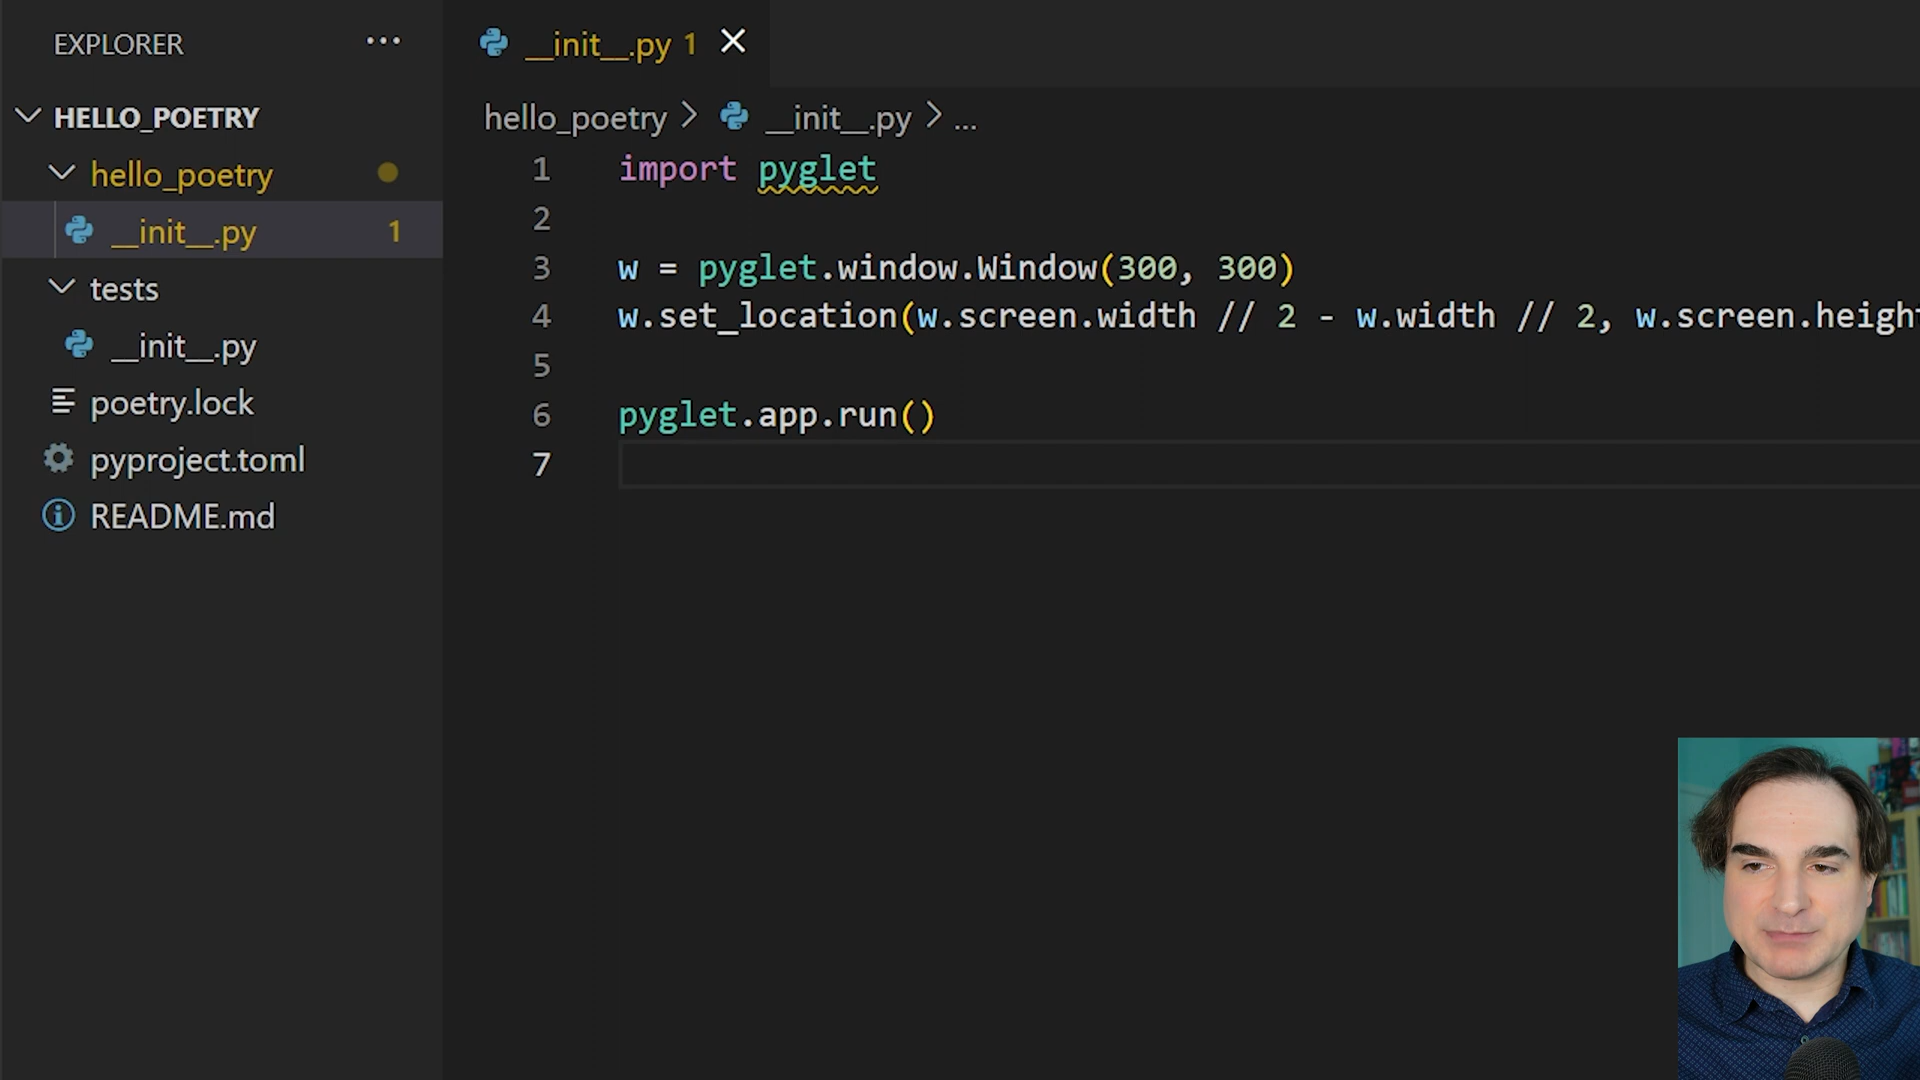 EXPLORER ...
HELLO_POETRY
hello_poetry
__init__.py 1
tests
__init__.py
poetry.lock
pyproject.toml
README.md
__init__.py 1
hello_poetry > __init__.py > ...
1 import pyglet
2
3 w = pyglet.window.Window(300, 300)
4 w.set_location(w.screen.width // 2 - w.width // 2, w.screen.height
5
6 pyglet.app.run()
7